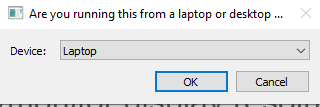 Are you running this from a laptop or desktop ...
Device: Laptop
OK Cancel